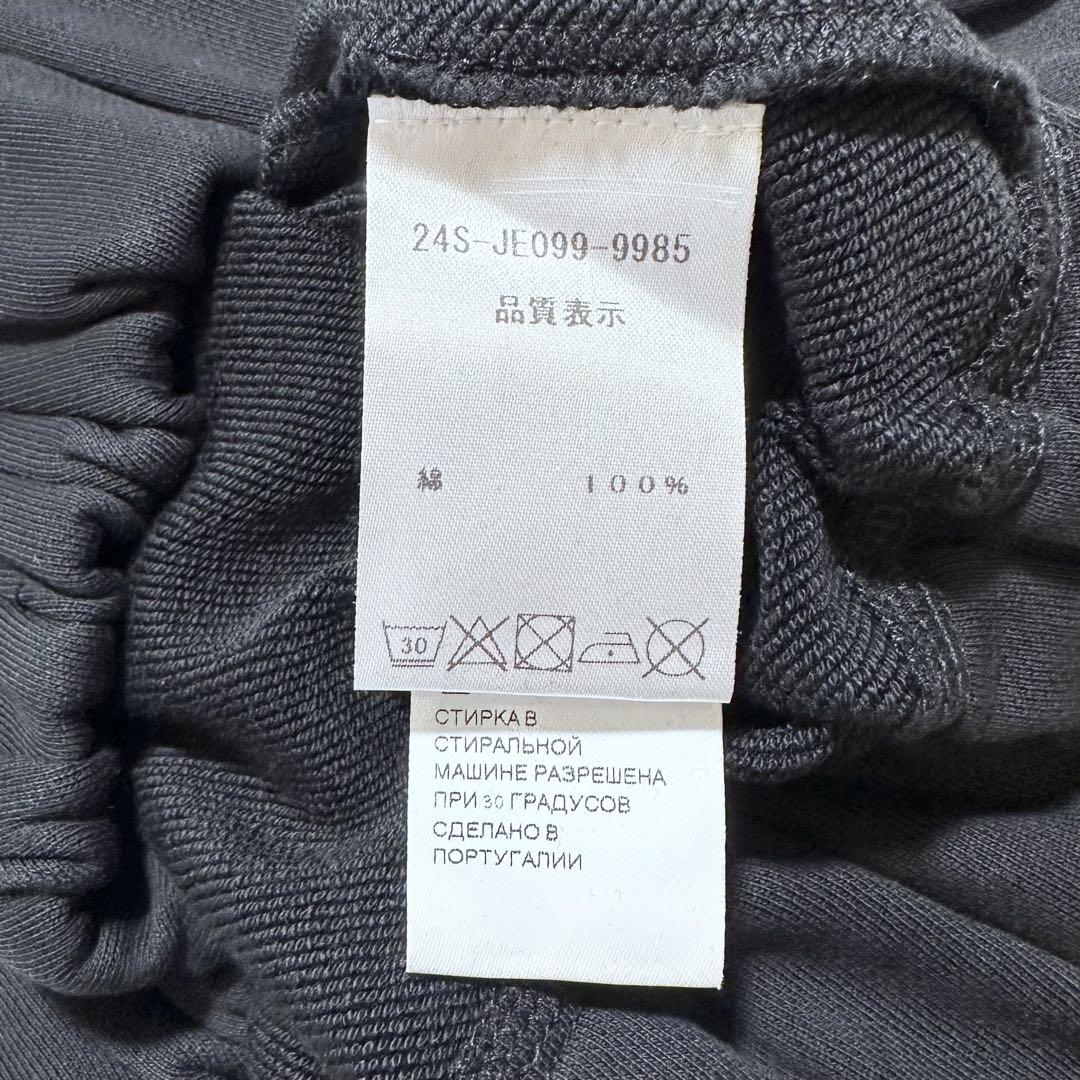 24S-JE099-9985
品質表示
綿 100%
30
СТИРКА В
СТИРАЛЬНОЙ
МАШИНЕ РАЗРЕШЕНА
ПРИ 30 ГРАДУСОВ
СДЕЛАНО В
ПОРТУГАЛИИ